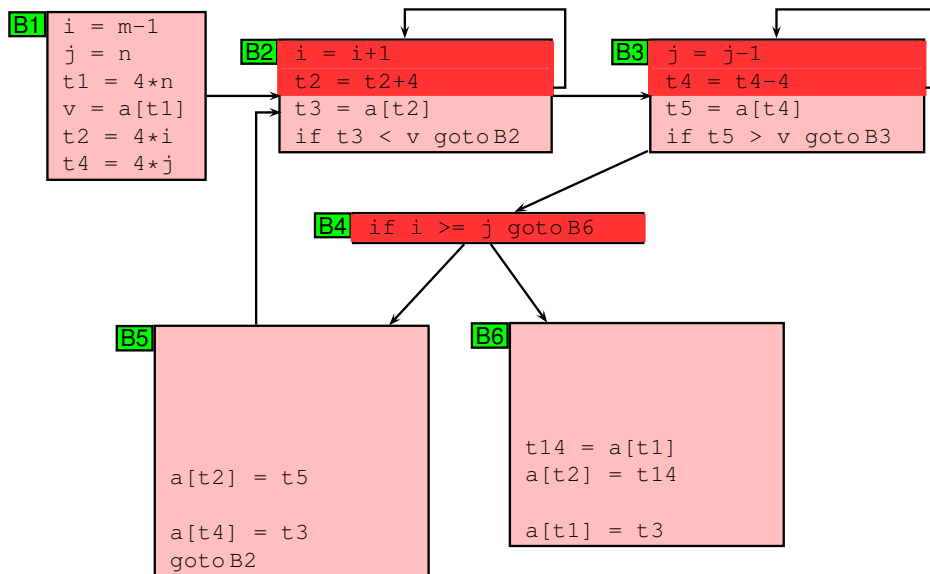 B1
i = m-1
j = n
t1 = 4*n
v = a[t1]
t2 = 4*i
t4 = 4*j
B2
i = i+1
t2 = t2+4
t3 = a[t2]
if t3 < v goto B2
B3
j = j-1
t4 = t4-4
t5 = a[t4]
if t5 > v goto B3
B4
if i >= j goto B6
B5
a[t2] = t5
a[t4] = t3
goto B2
B6
t14 = a[t1]
a[t2] = t14
a[t1] = t3